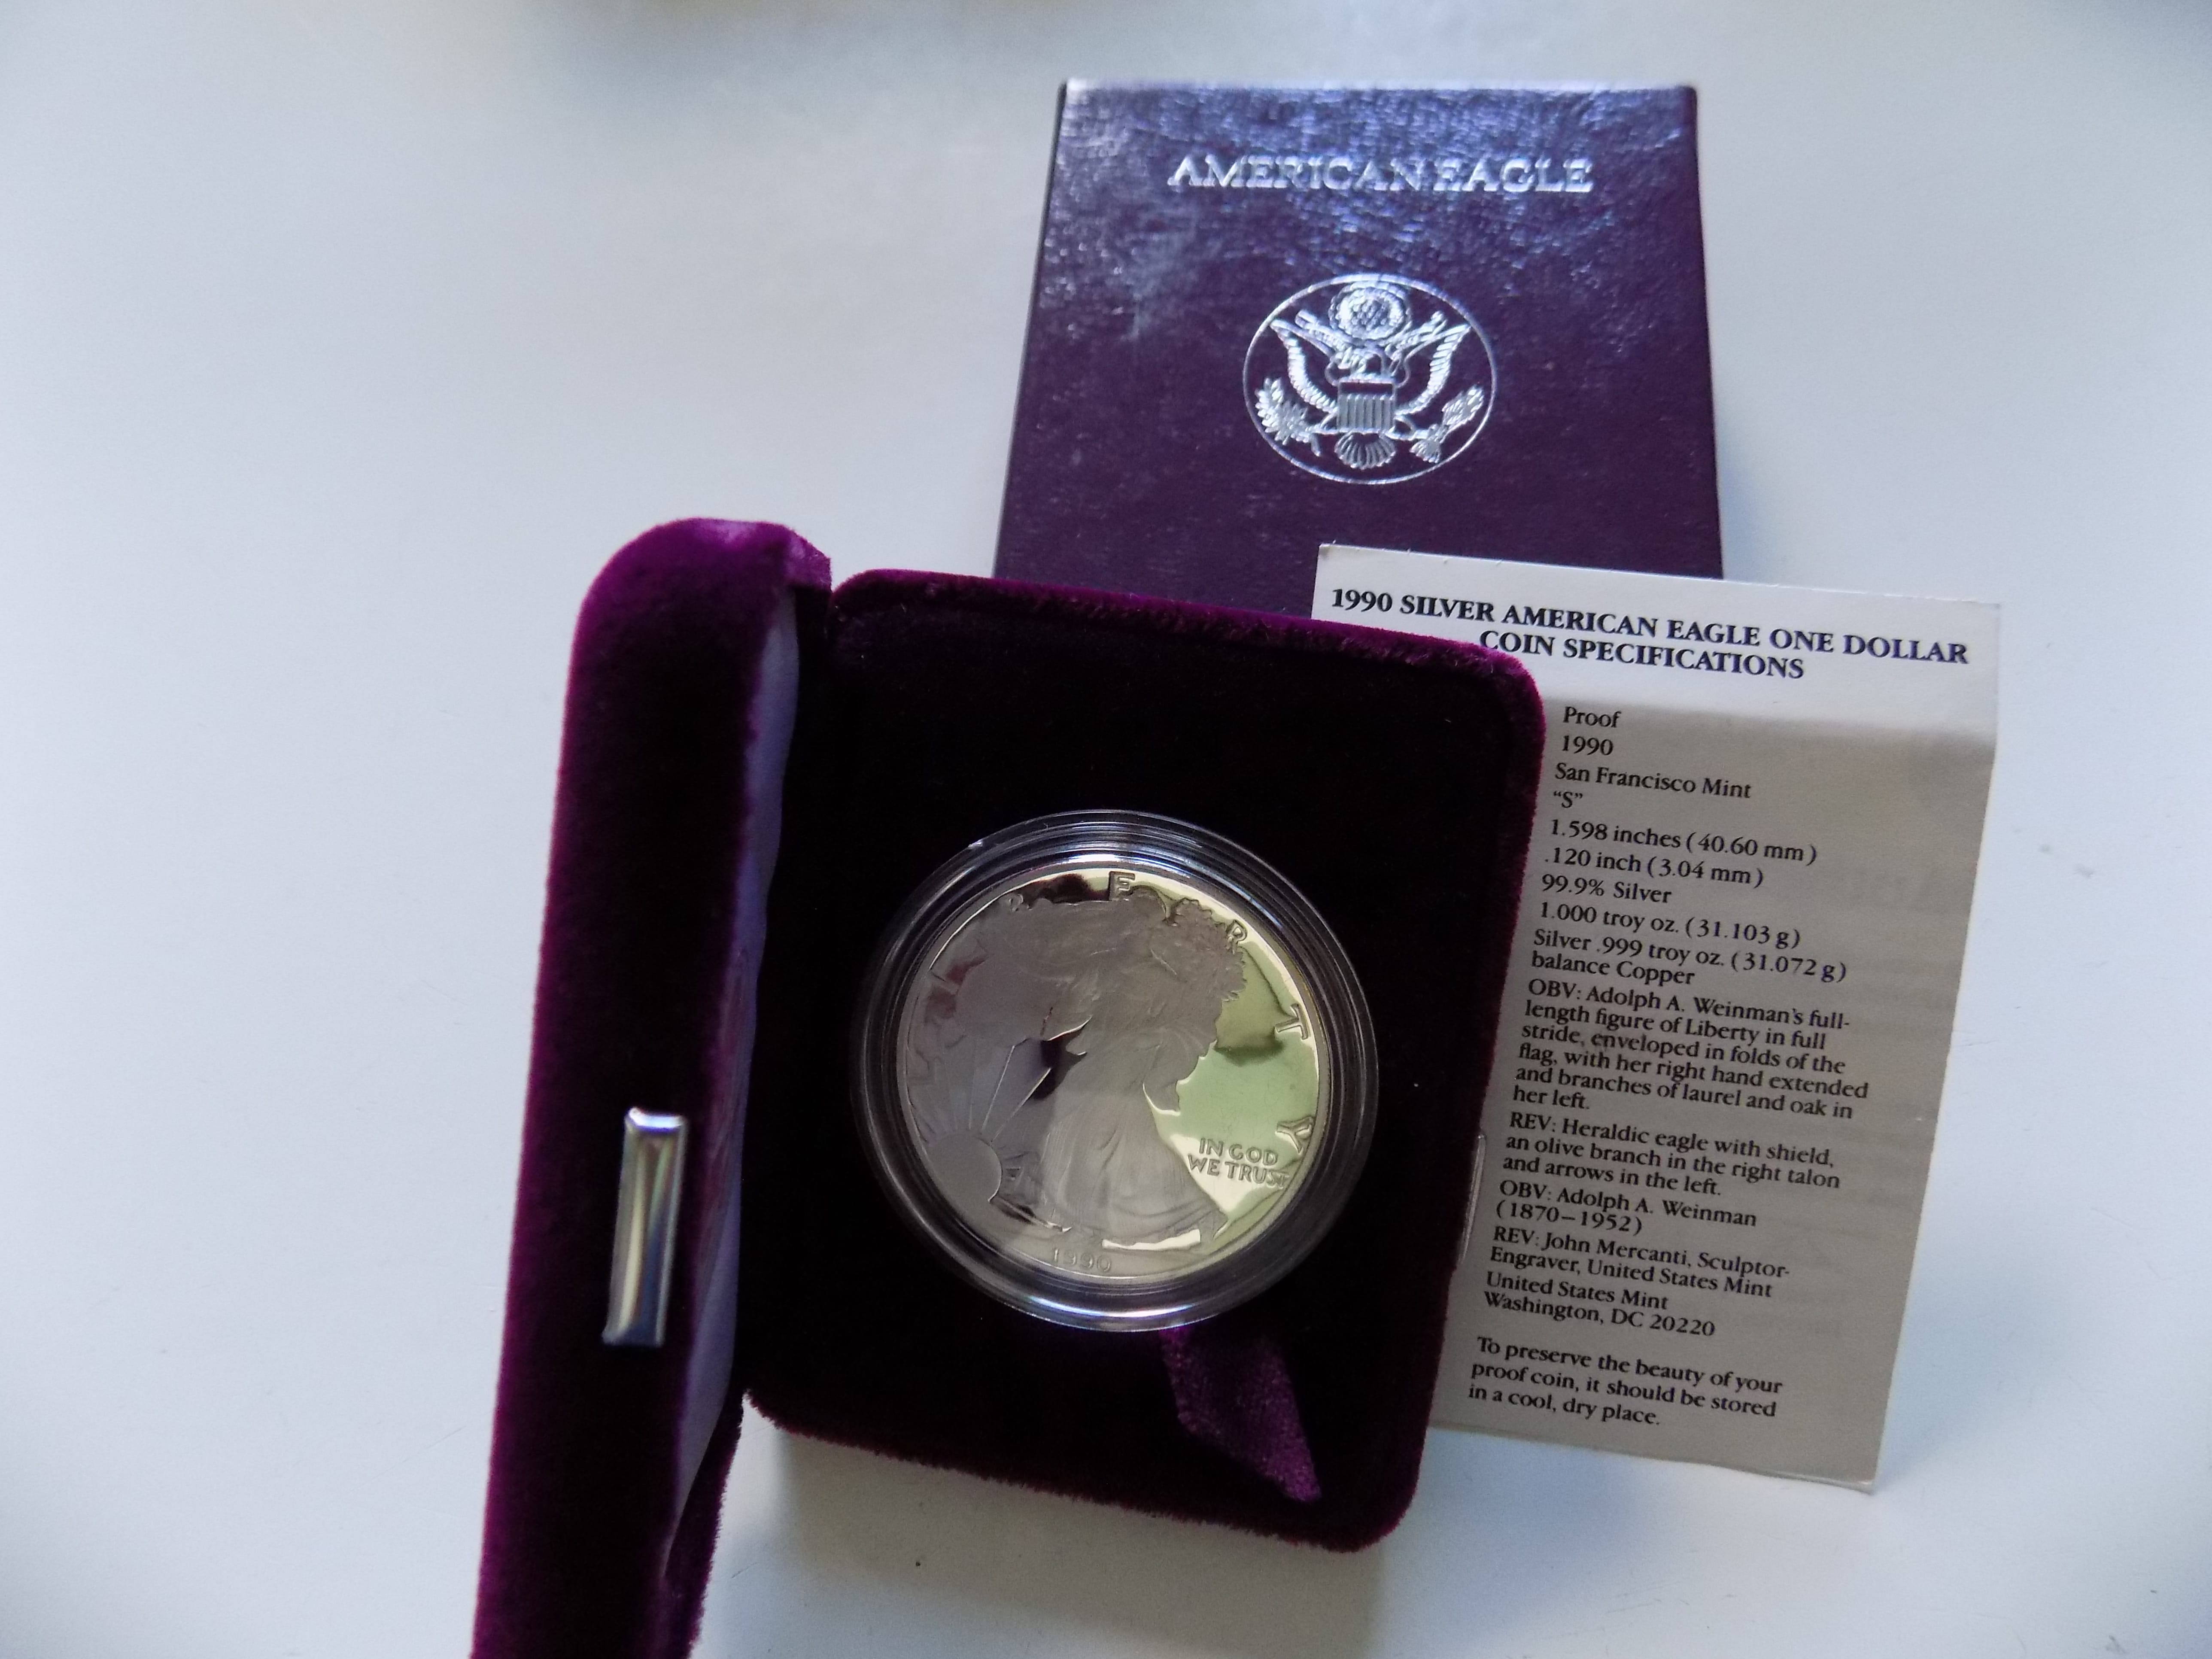 AMERICAN EAGLE
1990 SILVER AMERICAN EAGLE ONE DOLLAR
COIN SPECIFICATIONS
Proof
1990
San Francisco Mint
“S”
1.598 inches (40.60 mm)
.120 inch (3.04 mm)
99.9% Silver
1.000 troy oz. (31.103 g)
Silver .999 troy oz. (31.072 g)
balance Copper
OBV: Adolph A. Weinman's full-
length figure of Liberty in full
stride, enveloped in folds of the
flag, with her right hand extended
and branches of laurel and oak in
her left.
REV: Heraldic eagle with shield,
an olive branch in the right talon
and arrows in the left.
OBV: Adolph A. Weinman
(1870–1952)
REV: John Mercanti, Sculptor-
Engraver, United States Mint
United States Mint
Washington, DC 20220
To preserve the beauty of your
proof coin, it should be stored
in a cool, dry place.
LIBERTY
IN GOD
WE TRUST
1990